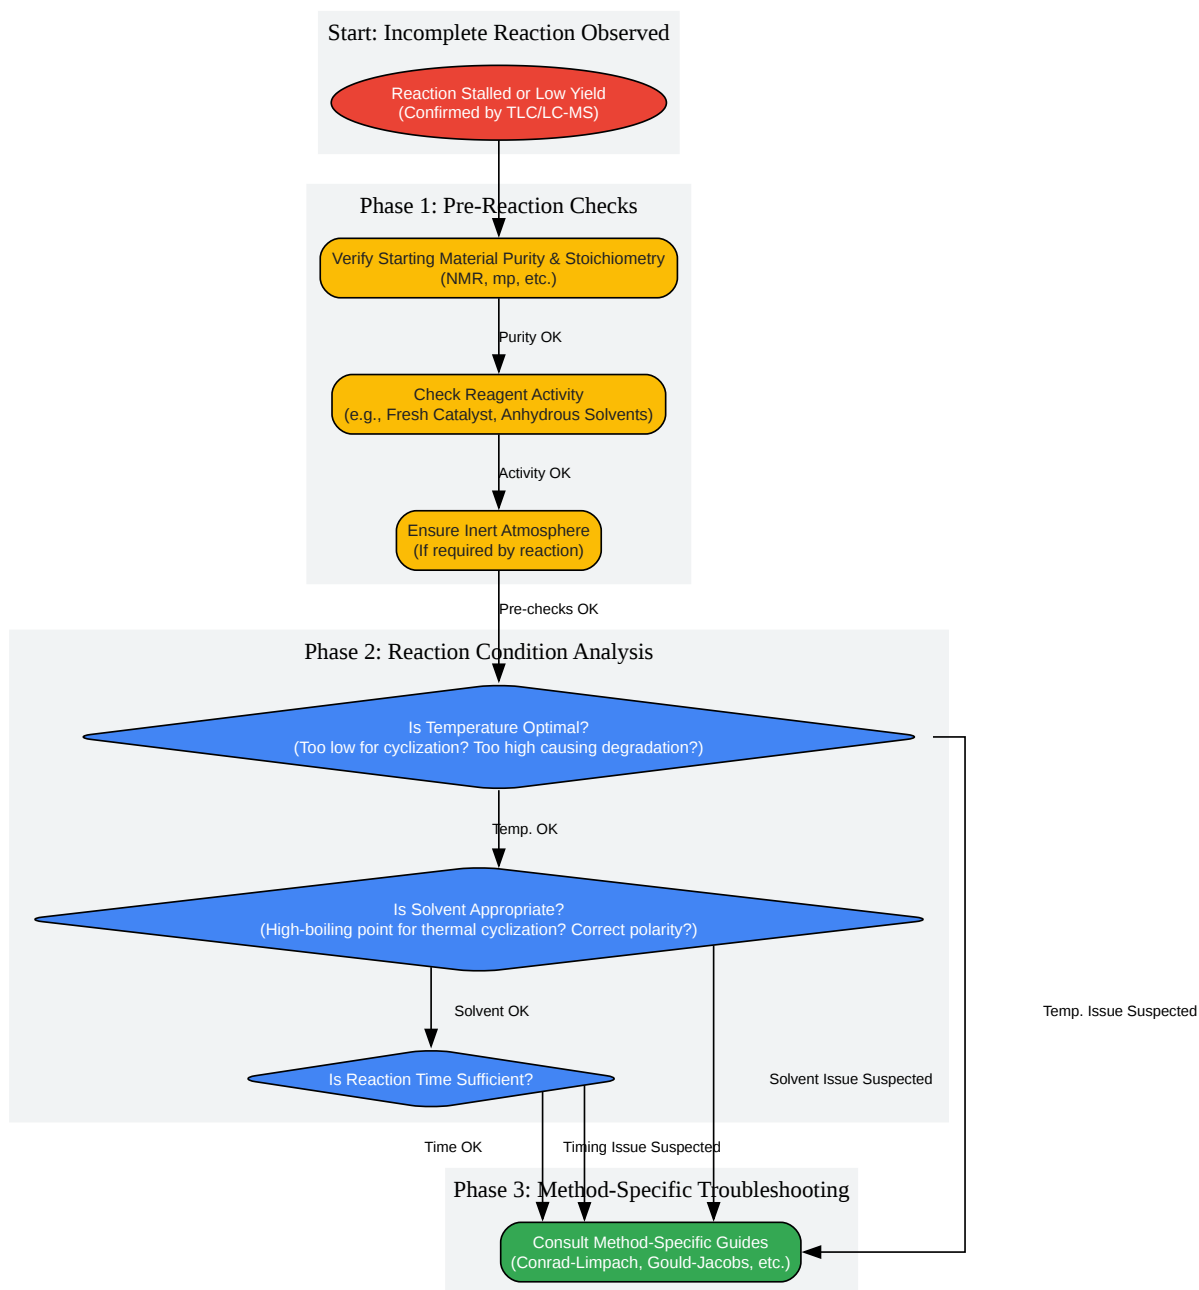 Start: Incomplete Reaction Observed
Reaction Stalled or Low Yield
(Confirmed by TLC/LC-MS)
Phase 1: Pre-Reaction Checks
Verify Starting Material Purity & Stoichiometry
(NMR, mp, etc.)
Purity OK
Check Reagent Activity
(e.g., Fresh Catalyst, Anhydrous Solvents)
Activity OK
Ensure Inert Atmosphere
(If required by reaction)
Pre-checks OK
Phase 2: Reaction Condition Analysis
Is Temperature Optimal?
(Too low for cyclization? Too high causing degradation?)
Temp. OK
Is Solvent Appropriate?
(High-boiling point for thermal cyclization? Correct polarity?)
Solvent OK
Temp. Issue Suspected
Is Reaction Time Sufficient?
Solvent Issue Suspected
Time OK
Timing Issue Suspected
Phase 3: Method-Specific Troubleshooting
Consult Method-Specific Guides
(Conrad-Limpach, Gould-Jacobs, etc.)